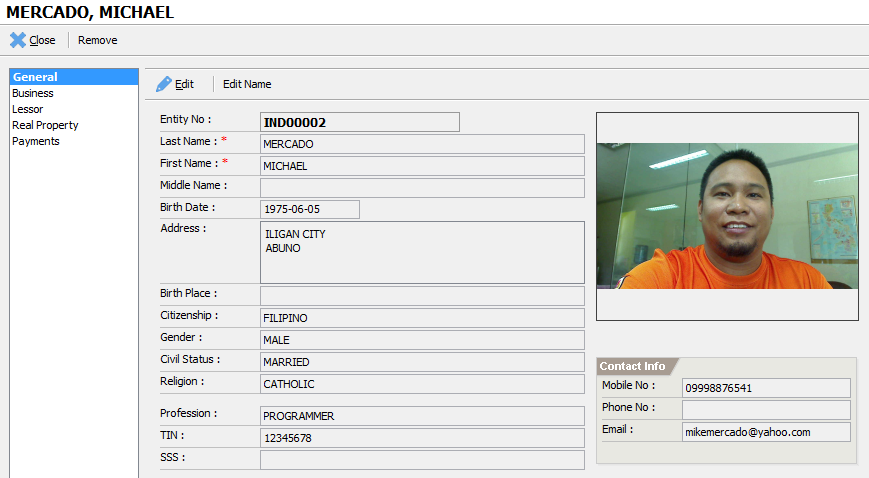 MERCADO, MICHAEL
Close Remove
General
Business
Lessor
Real Property
Payments
Edit Edit Name
Entity No : IND00002
Last Name : * MERCADO
First Name : * MICHAEL
Middle Name :
Birth Date : 1975-06-05
Address : ILIGAN CITY
ABUNO
Birth Place :
Citizenship : FILIPINO
Gender : MALE
Civil Status : MARRIED
Religion : CATHOLIC
Profession : PROGRAMMER
TIN : 12345678
SSS :
Contact Info
Mobile No : 09998876541
Phone No :
Email : mikemercado@yahoo.com